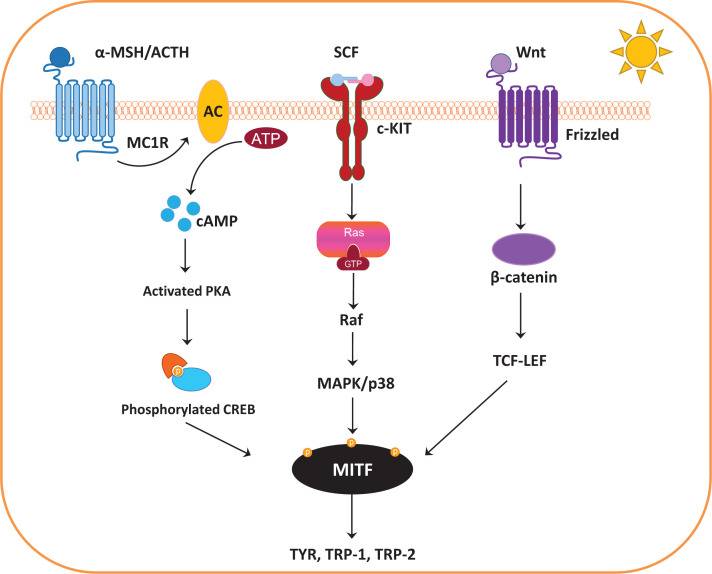 α-MSH/ACTH
SCF
Wnt
AC
MC1R
ATP
c-KIT
Frizzled
cAMP
Ras
GTP
β-catenin
Activated PKA
Raf
TCF-LEF
P
MAPK/p38
Phosphorylated CREB
P
P
P
MITF
TYR, TRP-1, TRP-2